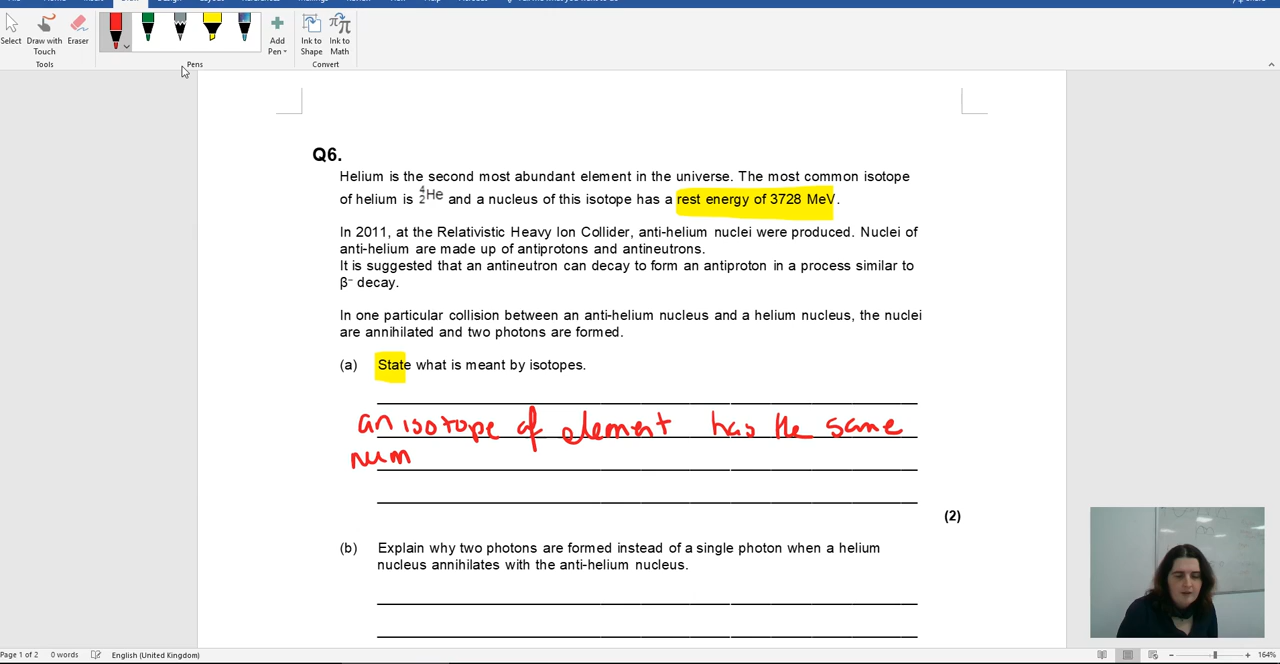 Select
Draw with Touch
Eraser
Add Pen
Ink to Shape
Ink to Math
Tools
Pens
Convert
Q6.
Helium is the second most abundant element in the universe. The most common isotope
of helium is ⁴₂He and a nucleus of this isotope has a rest energy of 3728 MeV.
In 2011, at the Relativistic Heavy Ion Collider, anti-helium nuclei were produced. Nuclei of
anti-helium are made up of antiprotons and antineutrons.
It is suggested that an antineutron can decay to form an antiproton in a process similar to
β⁻ decay.
In one particular collision between an anti-helium nucleus and a helium nucleus, the nuclei
are annihilated and two photons are formed.
(a) State what is meant by isotopes.
an isotope of element has the same
num
(2)
(b) Explain why two photons are formed instead of a single photon when a helium
nucleus annihilates with the anti-helium nucleus.
Page 1 of 2 0 words English (United Kingdom) 164%